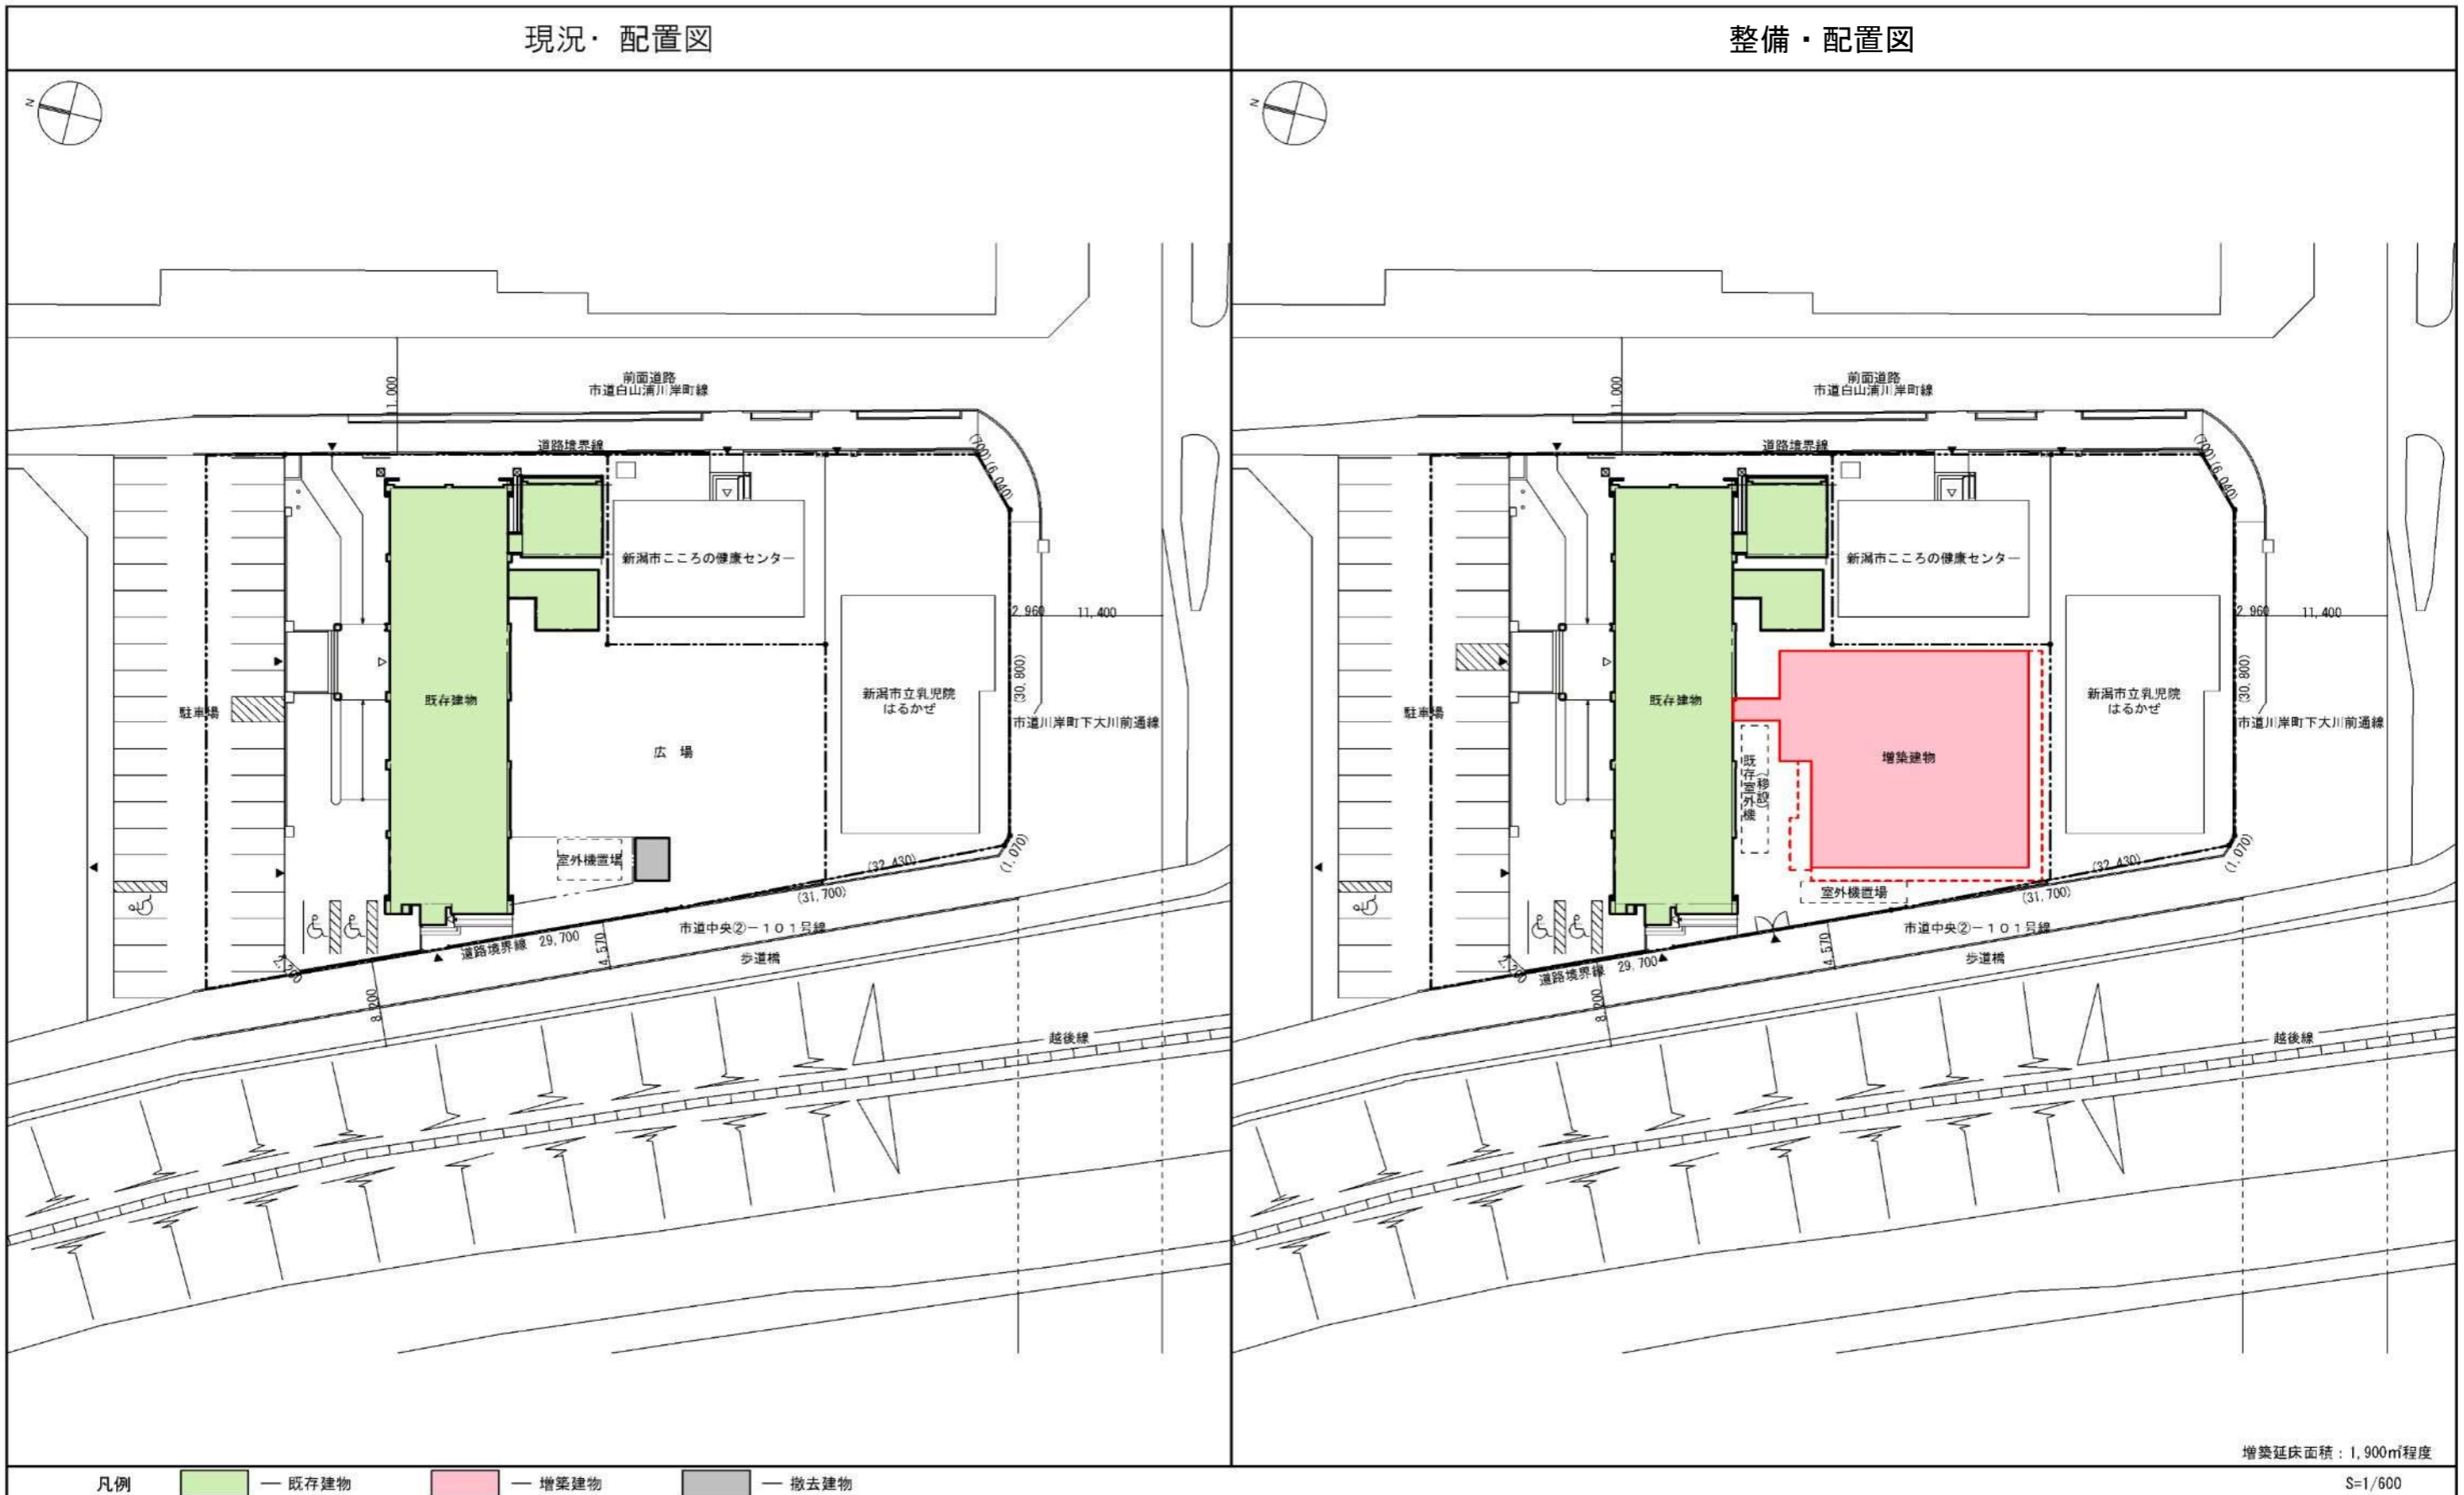 現況・配置図
N
前面道路
市道白山浦川岸町線
11,000
道路境界線
(700)
(6,040)
新潟市こころの健康センター
2,960
11,400
(30,800)
既存建物
駐車場
新潟市立乳児院
はるかぜ
市道川岸町下大川前通線
広 場
室外機置場
(32,430)
(1,070)
(31,700)
市道中央②－101号線
道路境界線
29,700
4,570
歩道橋
8,200
越後線
整備・配置図
N
前面道路
市道白山浦川岸町線
11,000
道路境界線
(700)
(6,040)
新潟市こころの健康センター
2,960
11,400
(30,800)
既存建物
駐車場
新潟市立乳児院
はるかぜ
市道川岸町下大川前通線
増築建物
既存室外機
(移設)
室外機置場
(32,430)
(1,070)
(31,700)
市道中央②－101号線
道路境界線
29,700
4,570
歩道橋
8,200
越後線
増築延床面積：1,900㎡程度
凡例
― 既存建物
― 増築建物
― 撤去建物
S=1/600